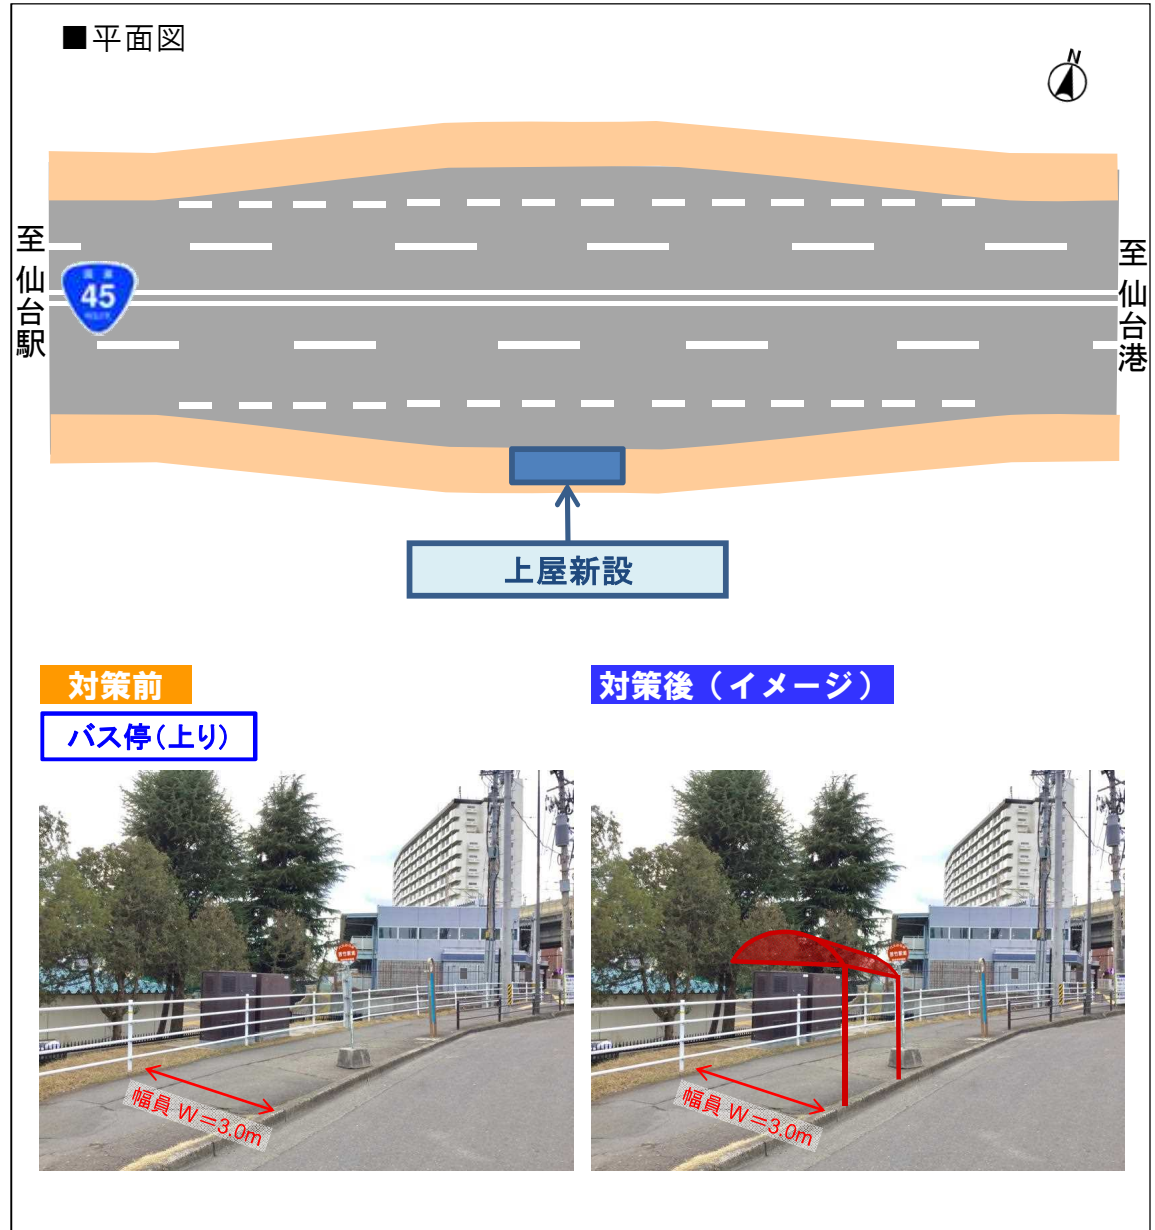 ■平面図
N
至 仙台駅
45
至 仙台港
上屋新設
対策前
対策後（イメージ）
バス停（上り）
幅員 W＝3.0m
幅員 W＝3.0m